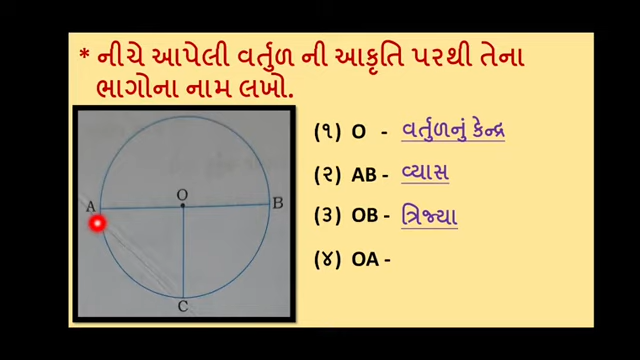 * નીચે આપેલી વર્તુળ ની આકૃતિ પરથી તેના
ભાગોના નામ લખો.
(૧) O - વર્તુળનું કેન્દ્ર
(૨) AB - વ્યાસ
(૩) OB - ત્રિજ્યા
(૪) OA -
O
A
B
C